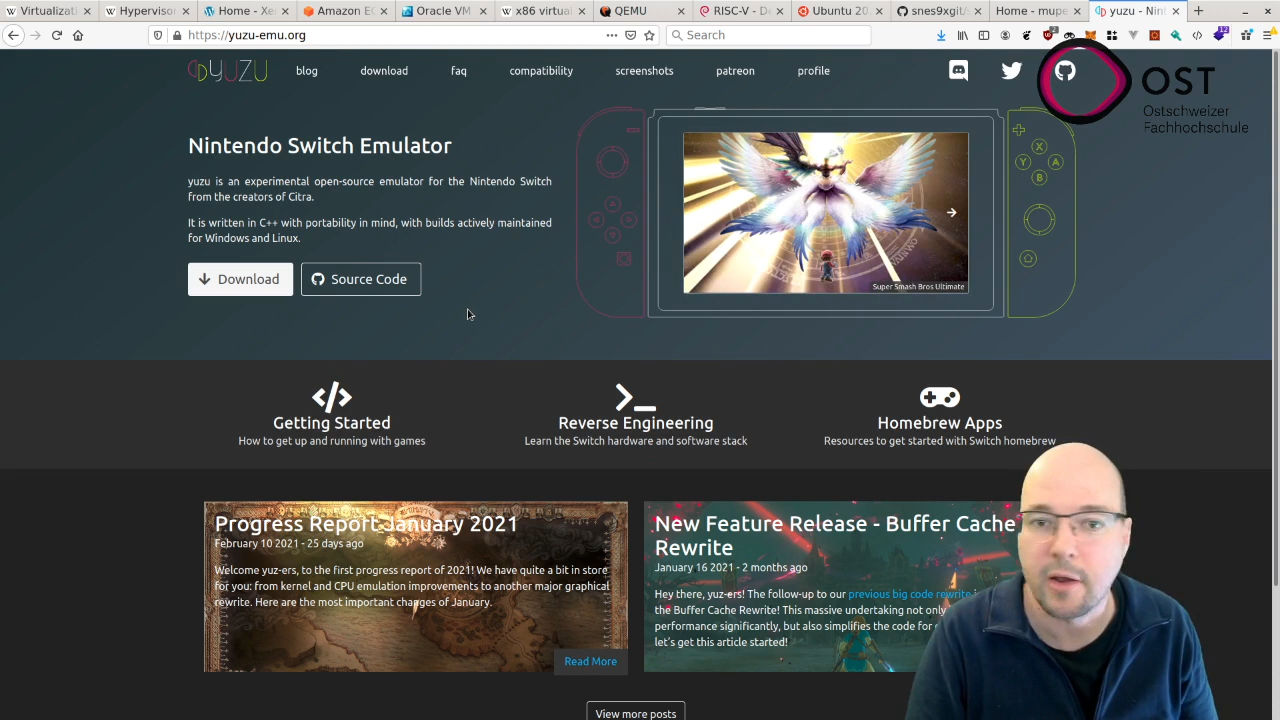 Virtualizati
Hypervisor
Home - Xe
Amazon EC
Oracle VM
x86 virtual
QEMU
RISC-V - De
Ubuntu 20
snes9xgit/s
Home - mupe
yuzu - Nint
https://yuzu-emu.org
Search
2
12
YUZU
blog
download
faq
compatibility
screenshots
patreon
profile
OST
Ostschweizer
Fachhochschule
Nintendo Switch Emulator
yuzu is an experimental open-source emulator for the Nintendo Switch
from the creators of Citra.
It is written in C++ with portability in mind, with builds actively maintained
for Windows and Linux.
Download
Source Code
X
Y
A
B
Super Smash Bros Ultimate
Getting Started
How to get up and running with games
Reverse Engineering
Learn the Switch hardware and software stack
Homebrew Apps
Resources to get started with Switch homebrew
Progress Report January 2021
February 10 2021 - 25 days ago
Welcome yuz-ers, to the first progress report of 2021! We have quite a bit in store
for you: from kernel and CPU emulation improvements to another major graphical
rewrite. Here are the most important changes of January.
Read More
New Feature Release - Buffer Cache
Rewrite
January 16 2021 - 2 months ago
Hey there, yuz-ers! The follow-up to our previous big code rewrite
the Buffer Cache Rewrite! This massive undertaking not only
performance significantly, but also simplifies the code for
let's get this article started!
View more posts